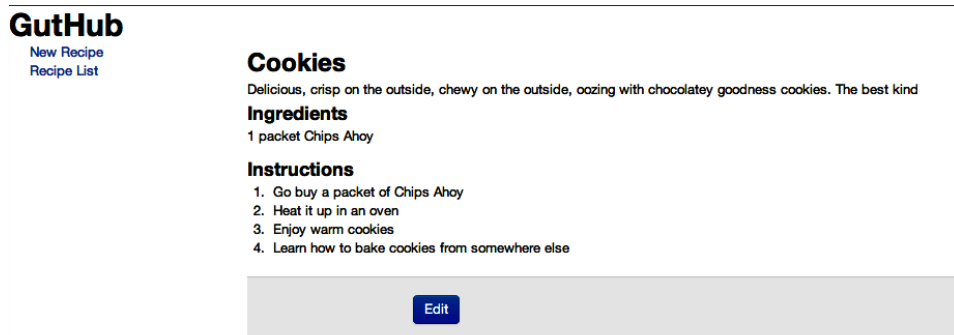 GutHub
New Recipe
Recipe List
Cookies
Delicious, crisp on the outside, chewy on the outside, oozing with chocolatey goodness cookies. The best kind
Ingredients
1 packet Chips Ahoy
Instructions
1. Go buy a packet of Chips Ahoy
2. Heat it up in an oven
3. Enjoy warm cookies
4. Learn how to bake cookies from somewhere else
Edit